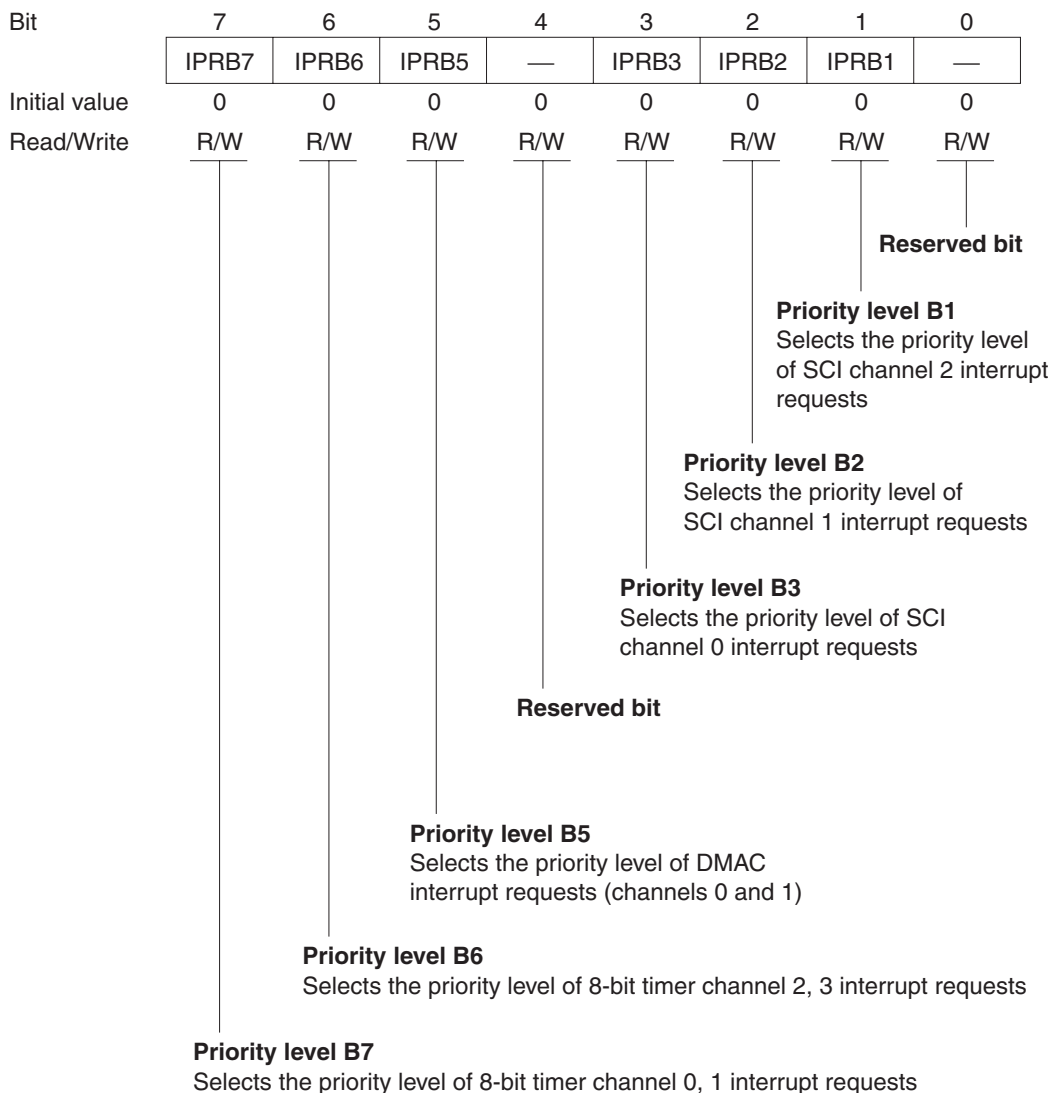 Bit 7 6 5 4 3 2 1 0
IPRB7 IPRB6 IPRB5 — IPRB3 IPRB2 IPRB1 —
Initial value 0 0 0 0 0 0 0 0
Read/Write R/W R/W R/W R/W R/W R/W R/W R/W
Reserved bit
Priority level B1
Selects the priority level
of SCI channel 2 interrupt
requests
Priority level B2
Selects the priority level of
SCI channel 1 interrupt requests
Priority level B3
Selects the priority level of SCI
channel 0 interrupt requests
Reserved bit
Priority level B5
Selects the priority level of DMAC
interrupt requests (channels 0 and 1)
Priority level B6
Selects the priority level of 8-bit timer channel 2, 3 interrupt requests
Priority level B7
Selects the priority level of 8-bit timer channel 0, 1 interrupt requests